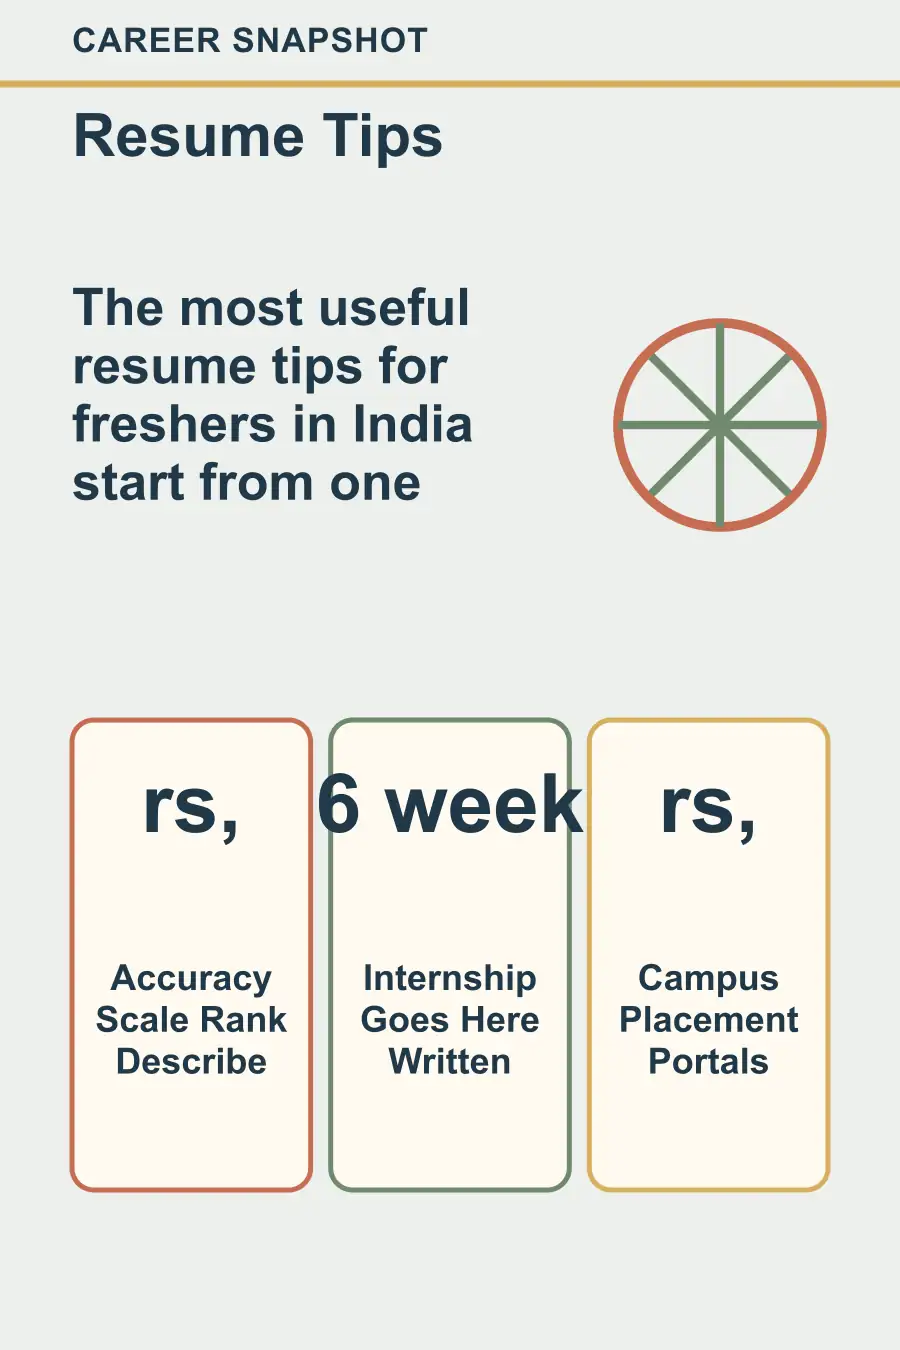 CAREER SNAPSHOT
Resume Tips
The most useful
resume tips for
freshers in India
start from one
rs,
Accuracy
Scale Rank
Describe
6 week
Internship
Goes Here
Written
rs,
Campus
Placement
Portals